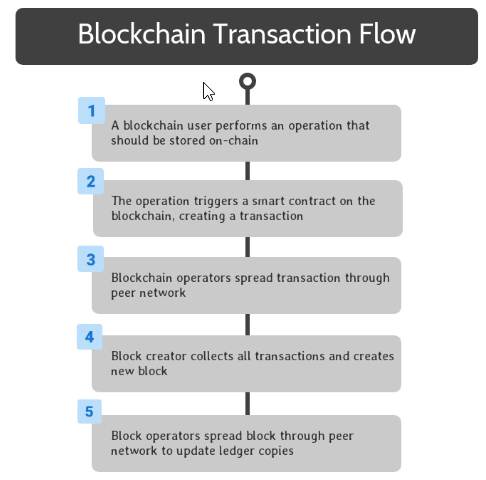 Blockchain Transaction Flow
1
A blockchain user performs an operation that
should be stored on-chain
2
The operation triggers a smart contract on the
blockchain, creating a transaction
3
Blockchain operators spread transaction through
peer network
4
Block creator collects all transactions and creates
new block
5
Block operators spread block through peer
network to update ledger copies